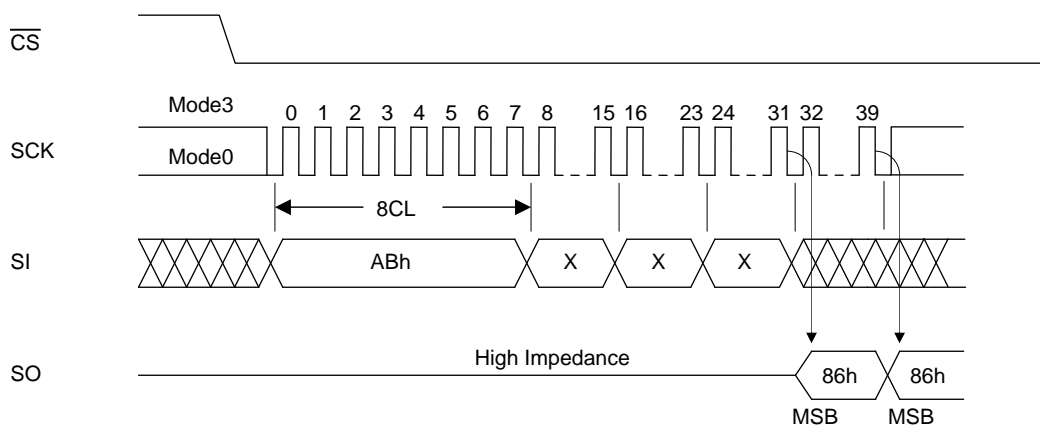 CS
Mode3
0 1 2 3 4 5 6 7 8 15 16 23 24 31 32 39
SCK
Mode0
8CL
SI
ABh X X X
High Impedance
SO
86h 86h
MSB MSB